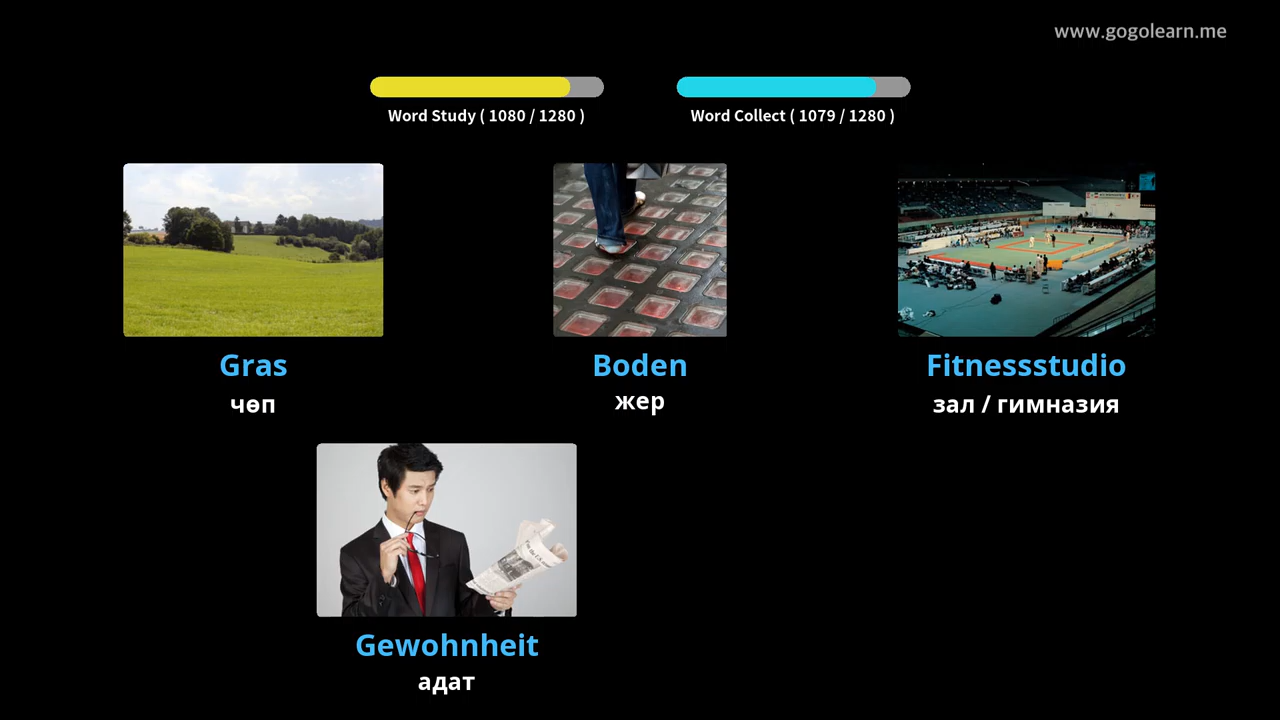 www.gogolearn.me
Word Study ( 1080 / 1280 )
Word Collect ( 1079 / 1280 )
Gras
чөп
Boden
жер
Fitnessstudio
зал / гимназия
Gewohnheit
адат